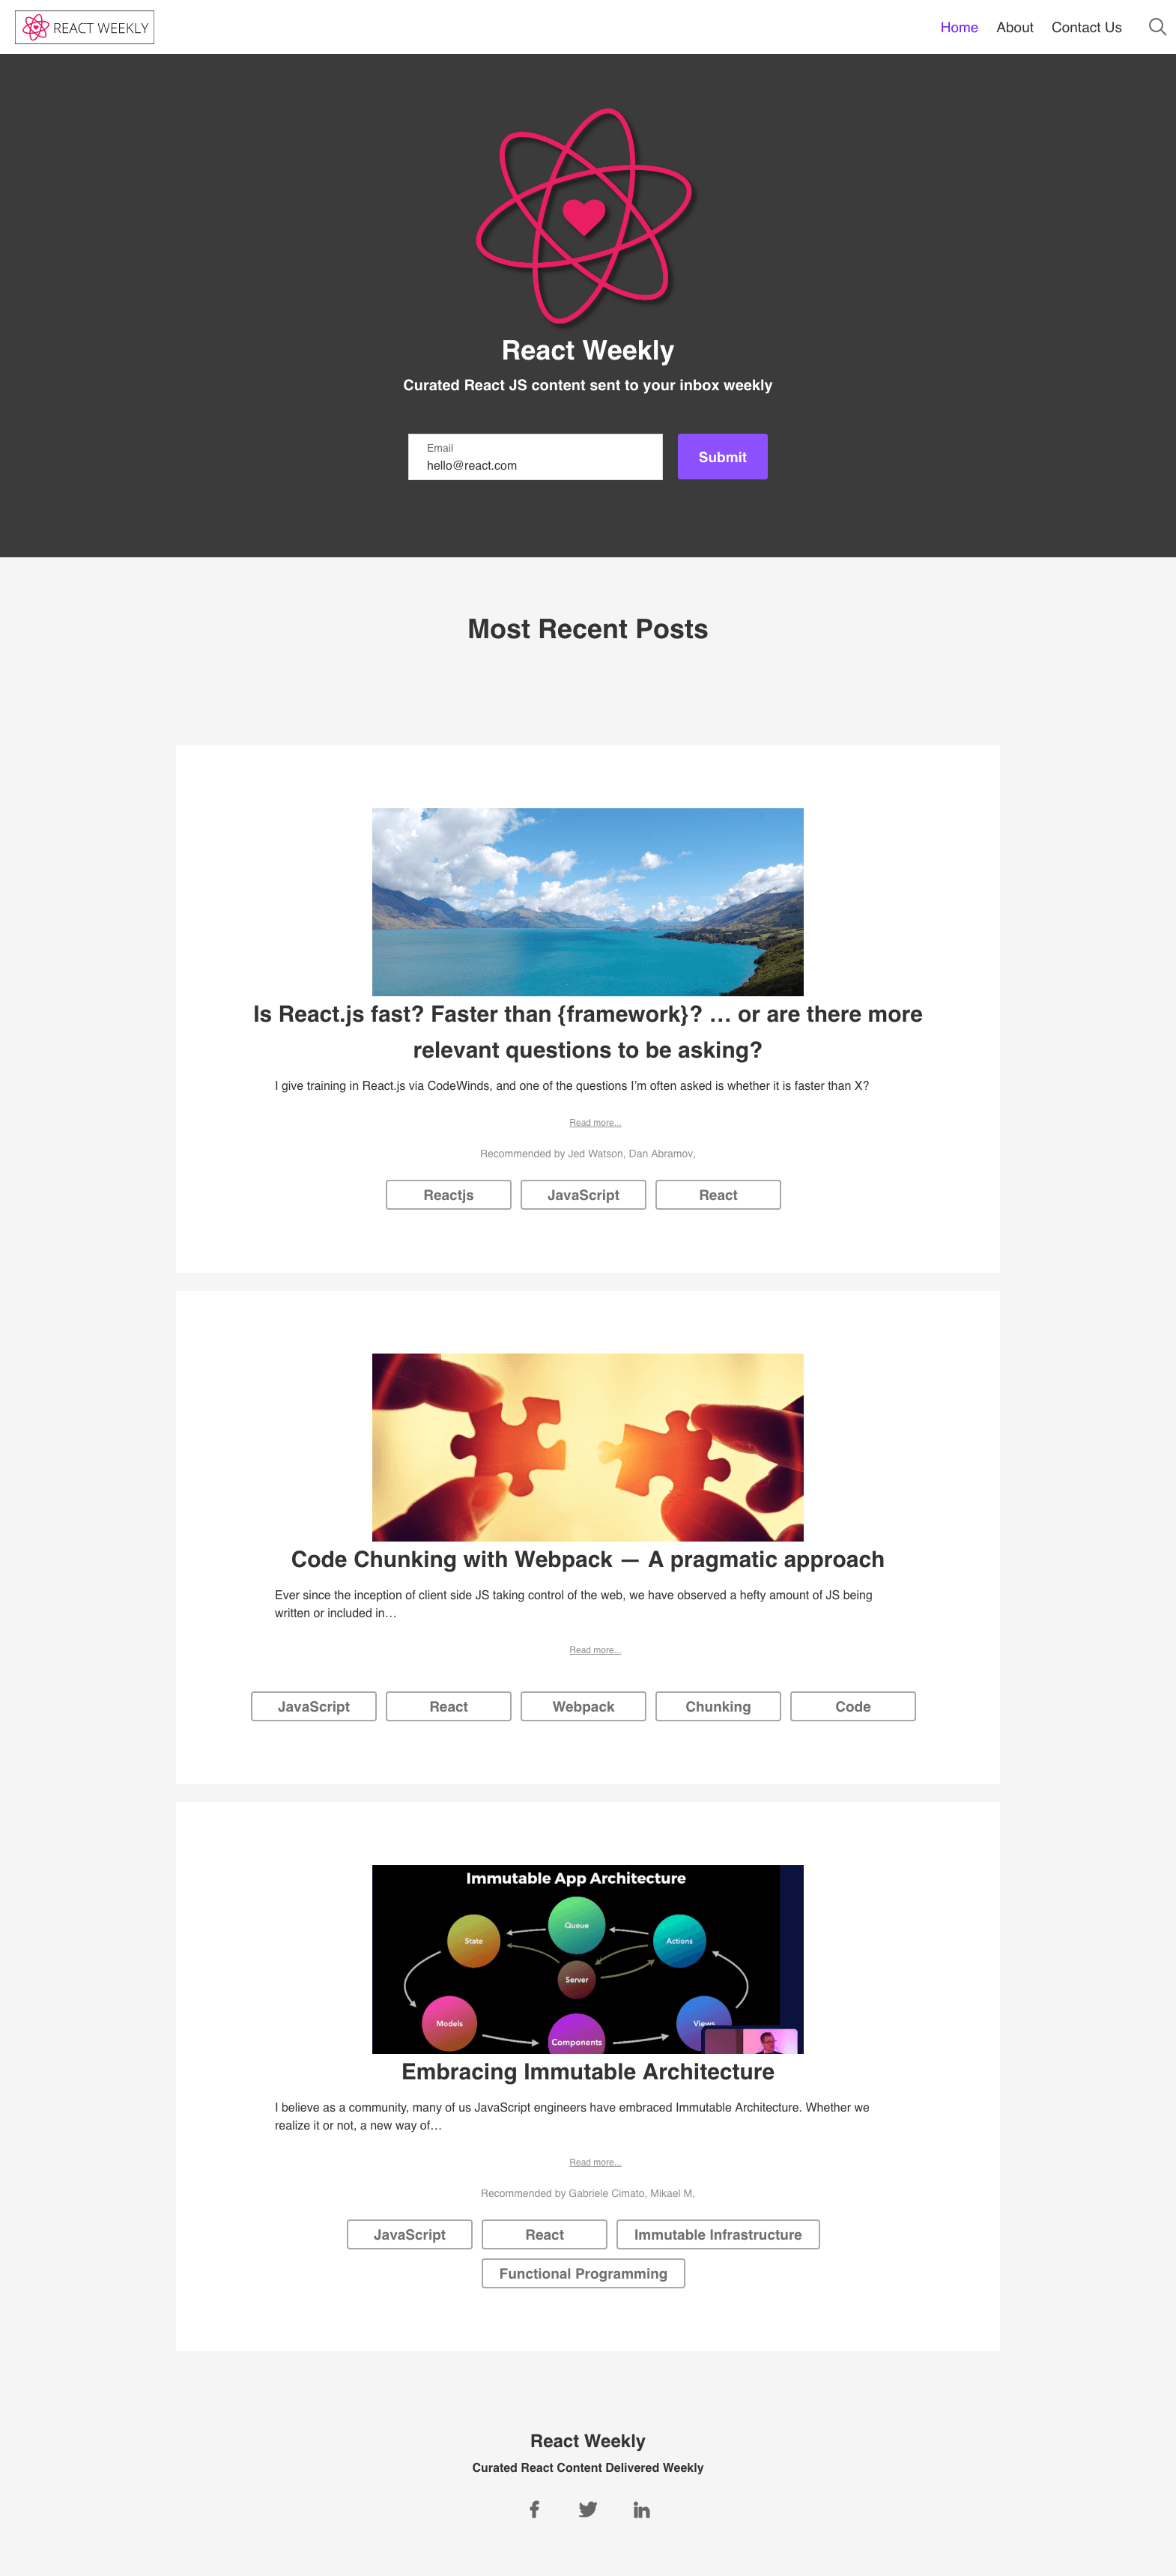 REACT WEEKLY
Home About Contact Us
React Weekly
Curated React JS content sent to your inbox weekly
Email
hello@react.com
Submit
Most Recent Posts
Is React.js fast? Faster than {framework}? … or are there more
relevant questions to be asking?
I give training in React.js via CodeWinds, and one of the questions I’m often asked is whether it is faster than X?
Read more...
Recommended by Jed Watson, Dan Abramov,
Reactjs JavaScript React
Code Chunking with Webpack — A pragmatic approach
Ever since the inception of client side JS taking control of the web, we have observed a hefty amount of JS being
written or included in…
Read more...
JavaScript React Webpack Chunking Code
Immutable App Architecture
Queue
State
Actions
Server
Models
Views
Components
Embracing Immutable Architecture
I believe as a community, many of us JavaScript engineers have embraced Immutable Architecture. Whether we
realize it or not, a new way of…
Read more...
Recommended by Gabriele Cimato, Mikael M,
JavaScript React Immutable Infrastructure
Functional Programming
React Weekly
Curated React Content Delivered Weekly